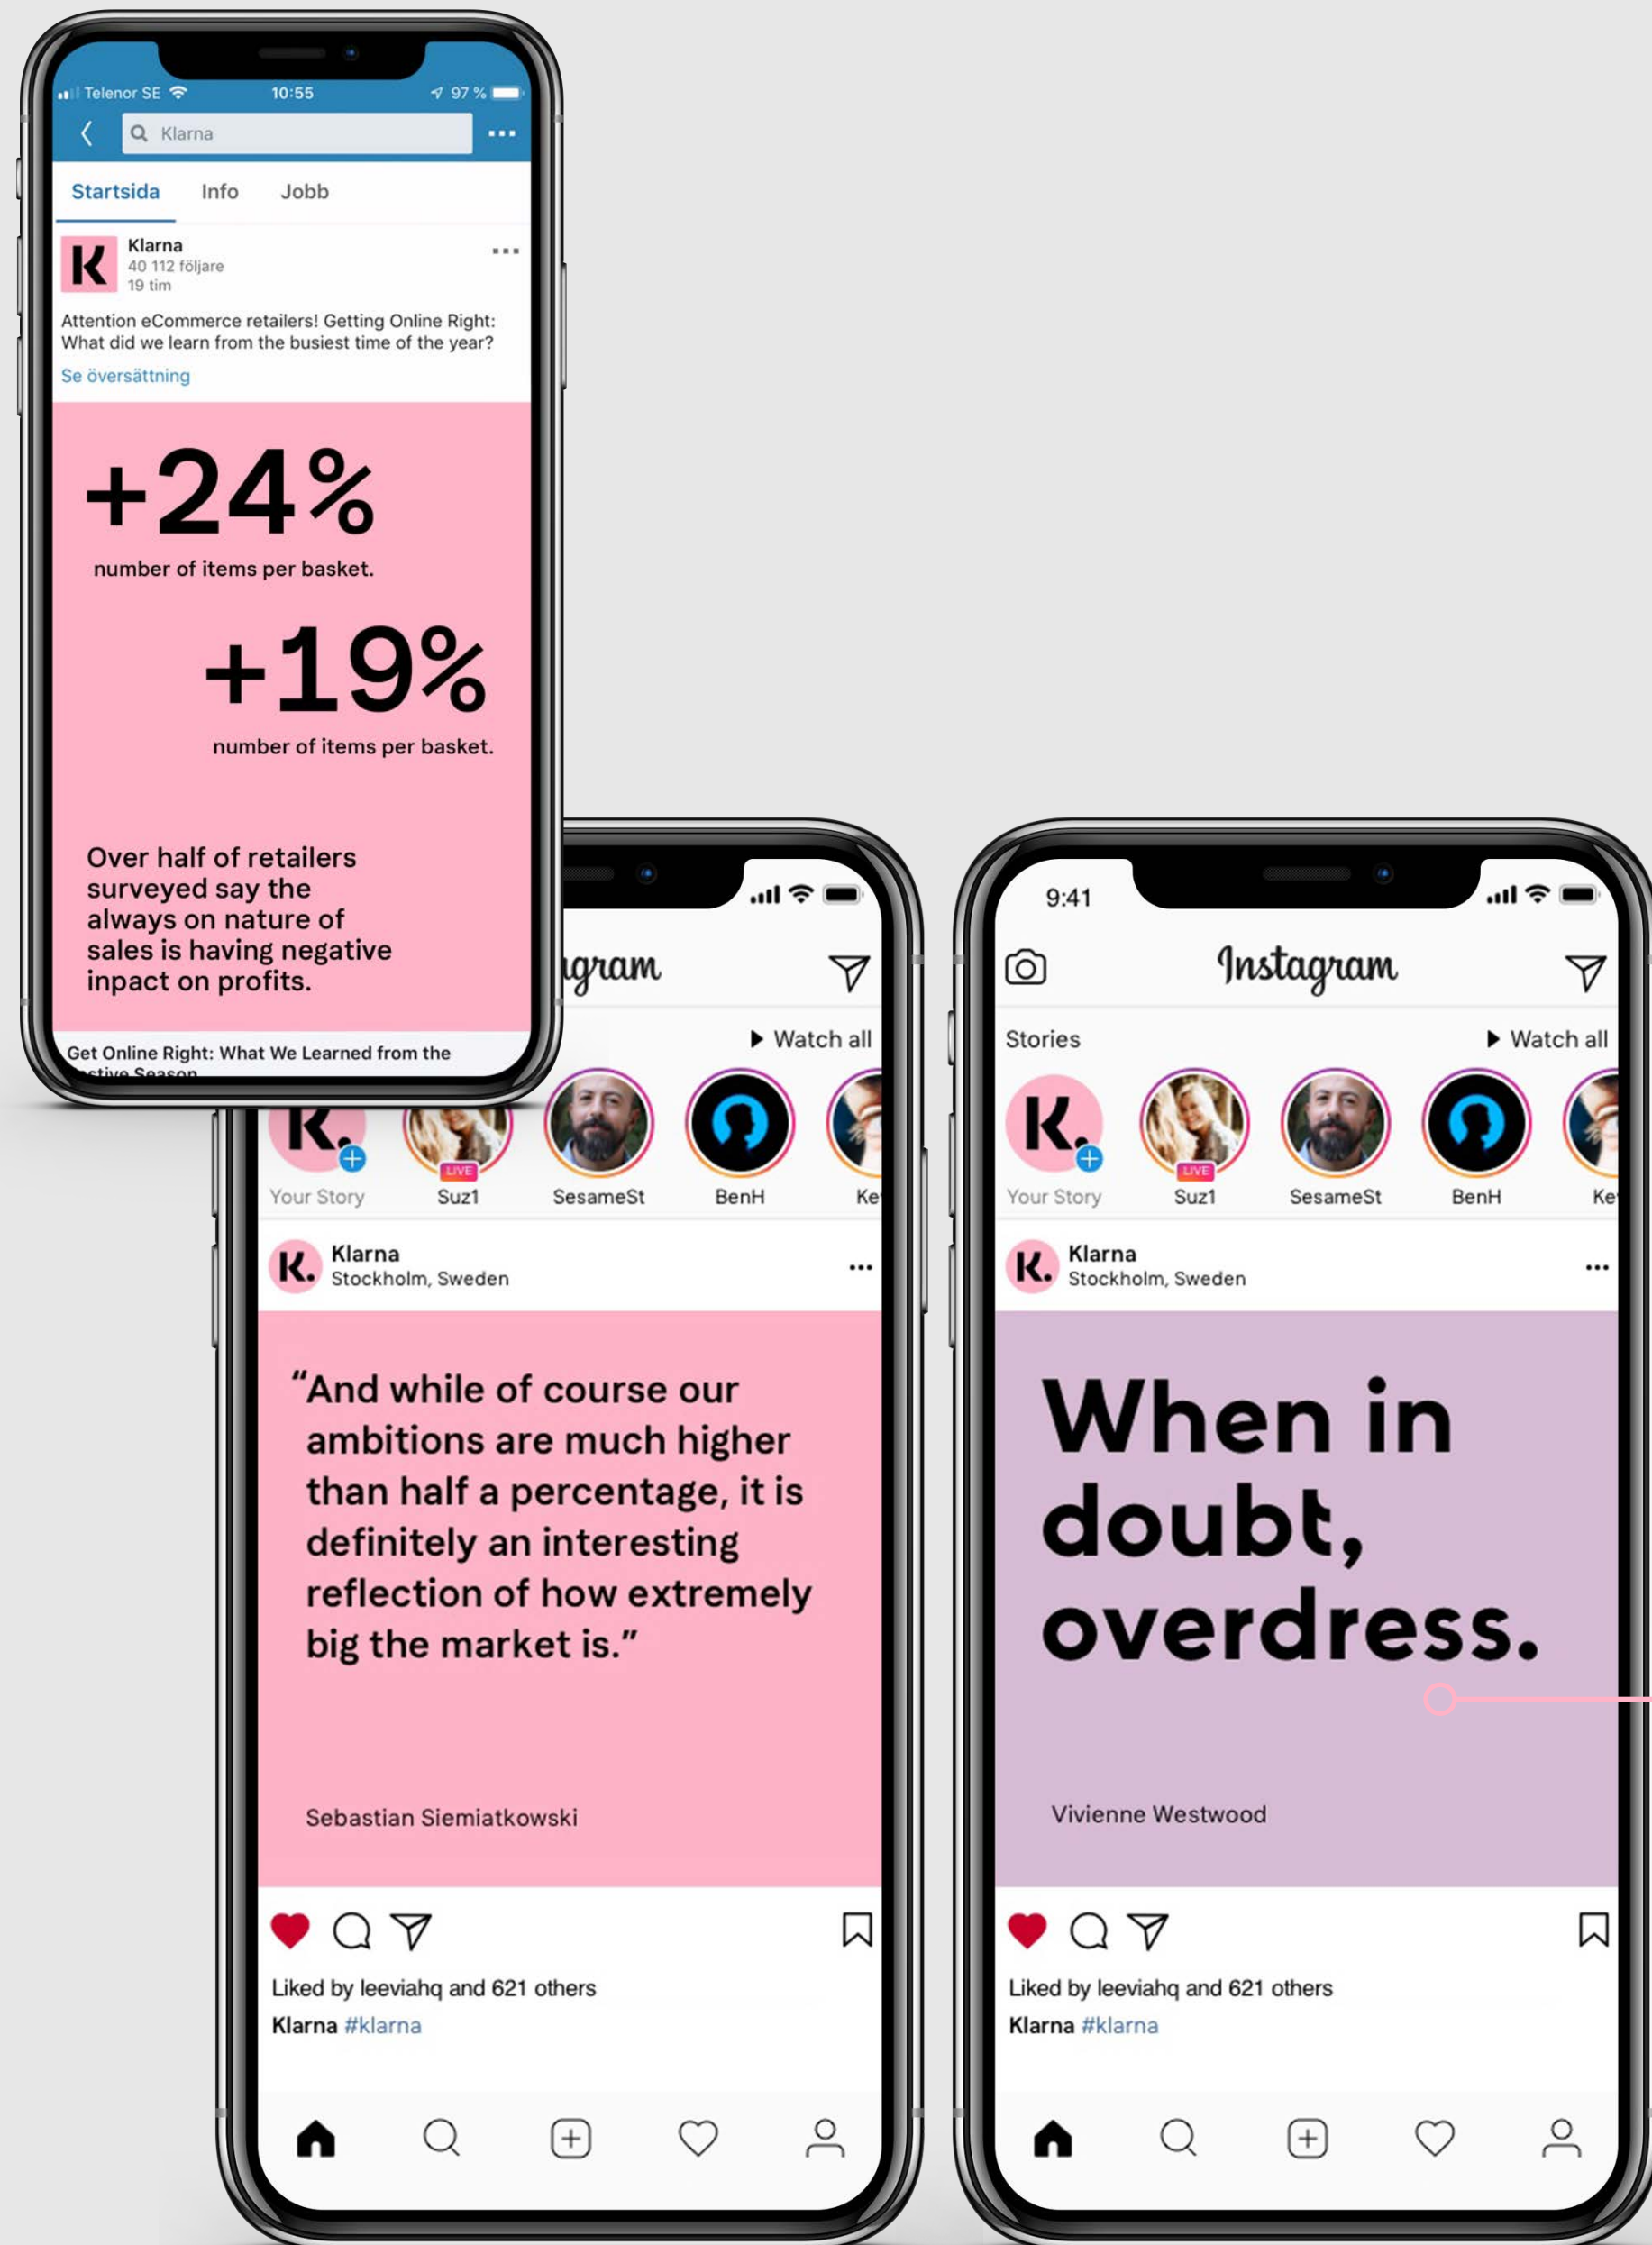 Telenor SE 10:55 97 %
Klarna
Startsida Info Jobb
K
Klarna
40 112 följare
19 tim
Attention eCommerce retailers! Getting Online Right:
What did we learn from the busiest time of the year?
Se översättning
+24%
number of items per basket.
+19%
number of items per basket.
Over half of retailers
surveyed say the
always on nature of
sales is having negative
inpact on profits.
Get Online Right: What We Learned from the
Season
Watch all
K.
LIVE
Your Story Suz1 SesameSt BenH
K.
Klarna
Stockholm, Sweden
“And while of course our
ambitions are much higher
than half a percentage, it is
definitely an interesting
reflection of how extremely
big the market is.”
Sebastian Siemiatkowski
Liked by leeviahq and 621 others
Klarna #klarna
9:41
Instagram
Stories Watch all
K.
LIVE
Your Story Suz1 SesameSt BenH
K.
Klarna
Stockholm, Sweden
When in
doubt,
overdress.
Vivienne Westwood
Liked by leeviahq and 621 others
Klarna #klarna